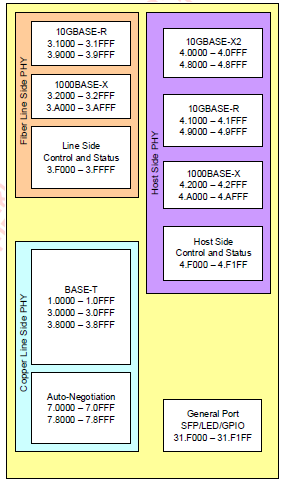 Fiber Line Side PHY
10GBASE-R
3.1000 – 3.1FFF
3.9000 – 3.9FFF
1000BASE-X
3.2000 – 3.2FFF
3.A000 – 3.AFFF
Line Side
Control and Status
3.F000 – 3.FFFF
Host Side PHY
10GBASE-X2
4.0000 – 4.0FFF
4.8000 – 4.8FFF
10GBASE-R
4.1000 – 4.1FFF
4.9000 – 4.9FFF
1000BASE-X
4.2000 – 4.2FFF
4.A000 – 4.AFFF
Host Side
Control and Status
4.F000 – 4.F1FF
Copper Line Side PHY
BASE-T
1.0000 – 1.0FFF
3.0000 – 3.0FFF
3.8000 – 3.8FFF
Auto-Negotiation
7.0000 – 7.0FFF
7.8000 – 7.8FFF
General Port
SFP/LED/GPIO
31.F000 – 31.F1FF